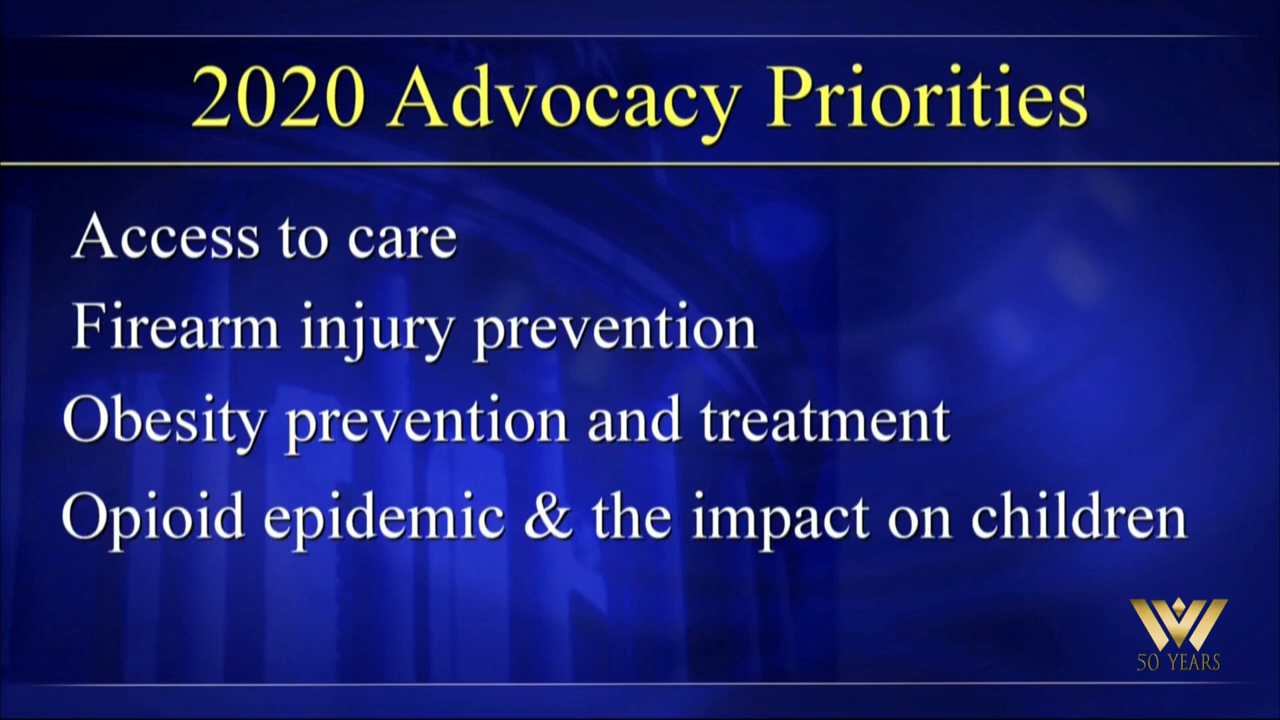 2020 Advocacy Priorities
Access to care
Firearm injury prevention
Obesity prevention and treatment
Opioid epidemic & the impact on children
50 YEARS